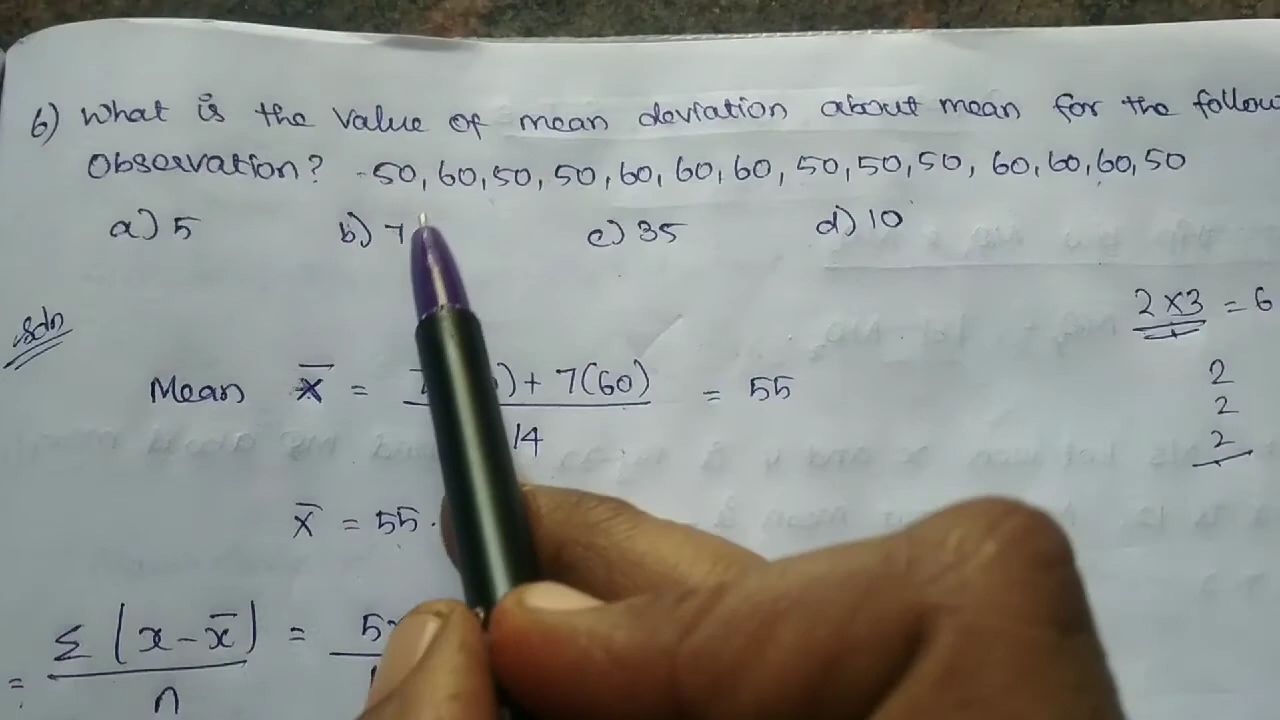 6) What is the value of mean deviation about mean for the follow
Observation? 50, 60, 50, 50, 60, 60, 60, 50, 50, 50, 60, 60, 60, 50
a) 5 b) 7 c) 35 d) 10
Soln
2 × 3 = 6
2
2
2
Mean x̄ = ) + 7(60) / 14 = 55
x̄ = 55.
= Σ (x - x̄) / n = 5